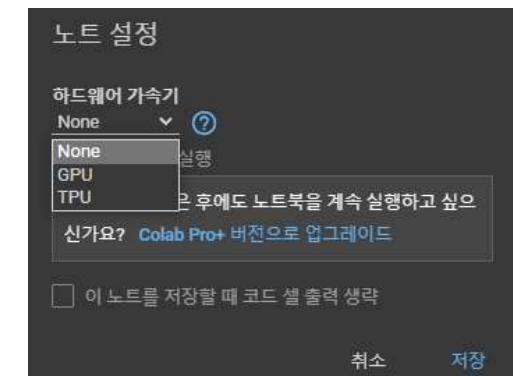 노트 설정
하드웨어 가속기
None
None
실행
GPU
TPU
후에도 노트북을 계속 실행하고 싶으
신가요? Colab Pro+ 버전으로 업그레이드
이 노트를 저장할 때 코드 셀 출력 생략
취소 저장